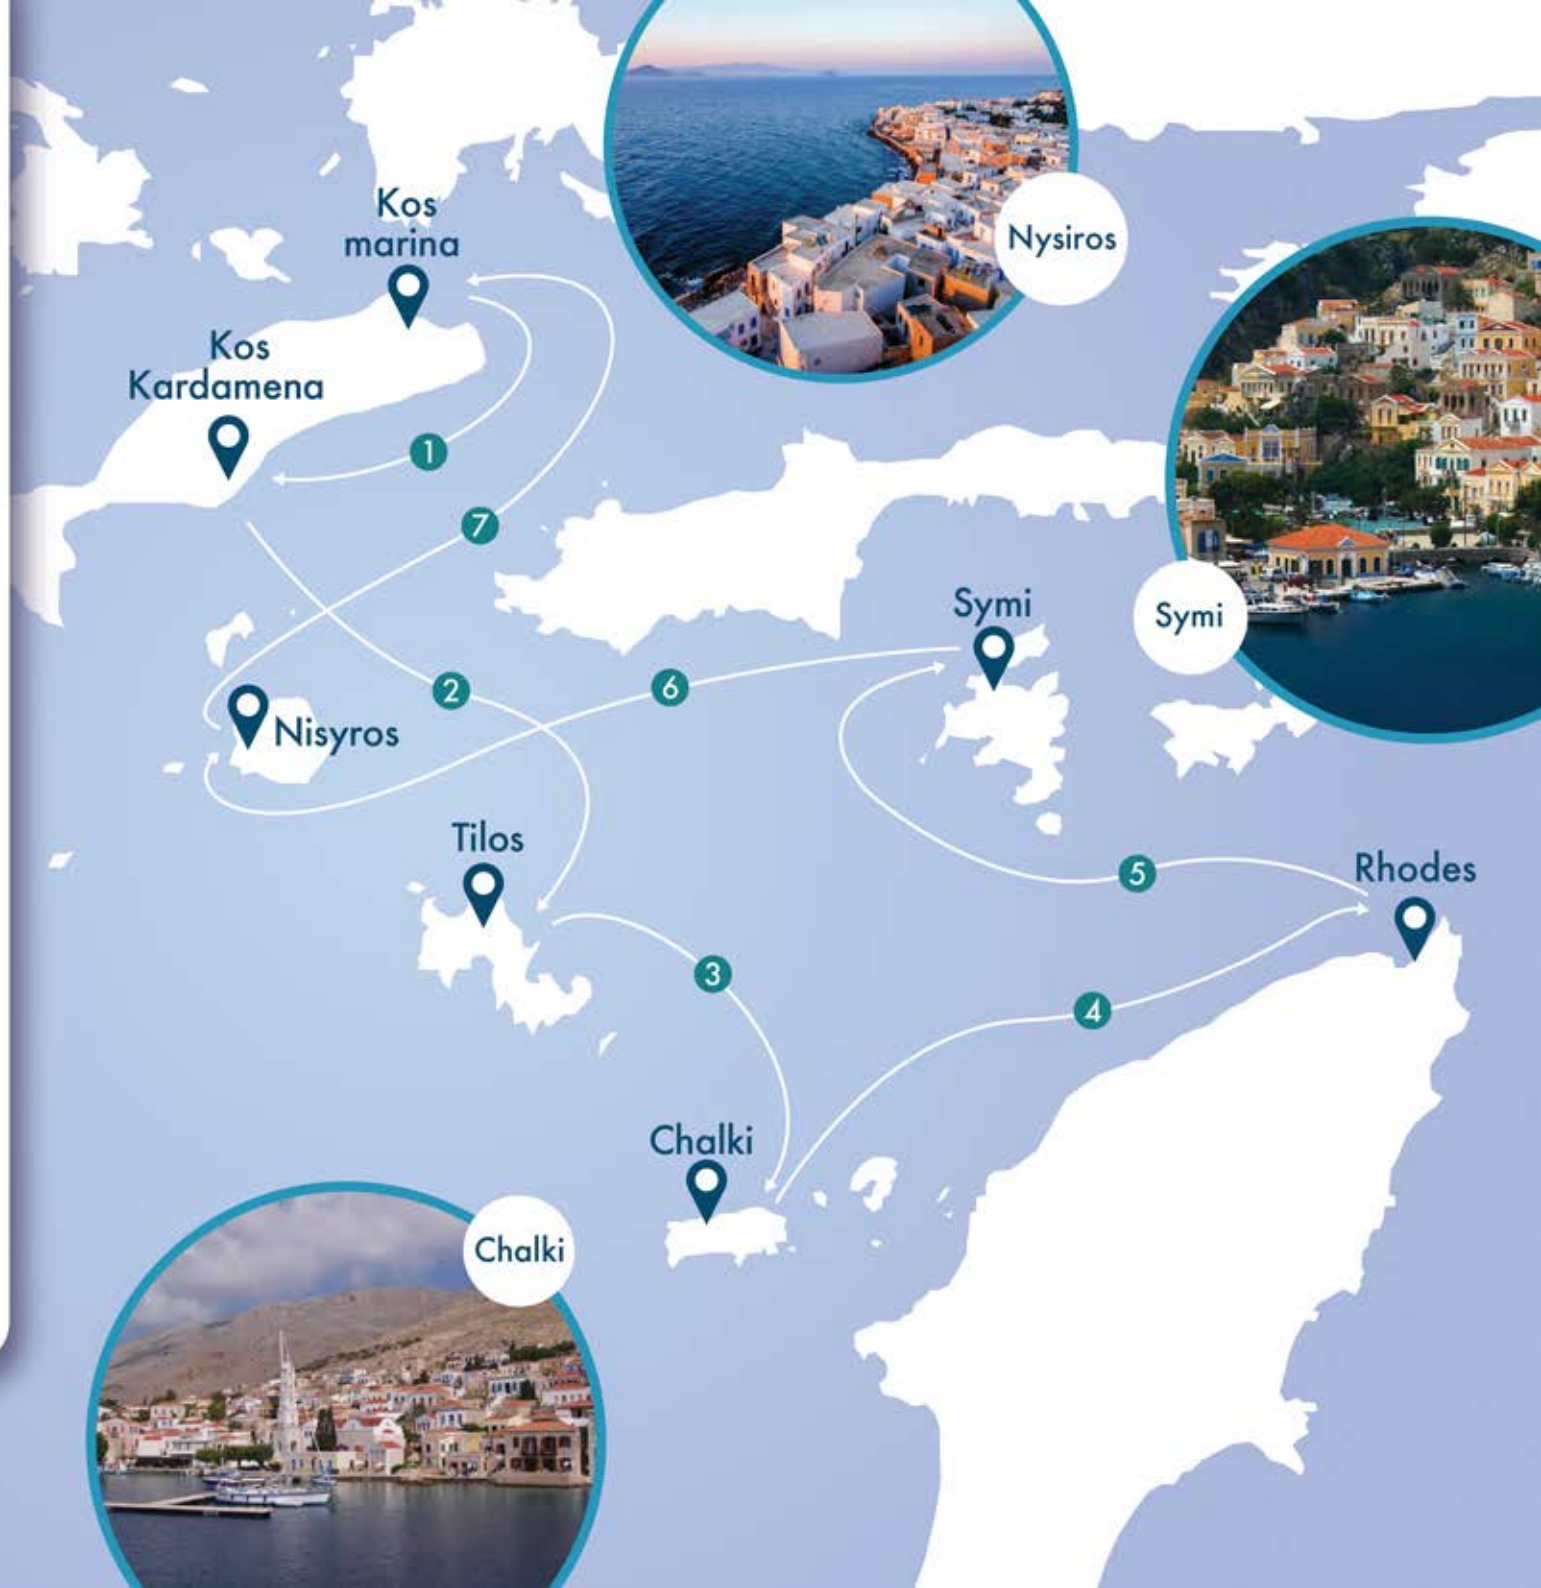 Kos
marina
Nysiros
Kos
Kardamena
1
7
Symi
Symi
2
6
Nisyros
Tilos
5
Rhodes
3
4
Chalki
Chalki